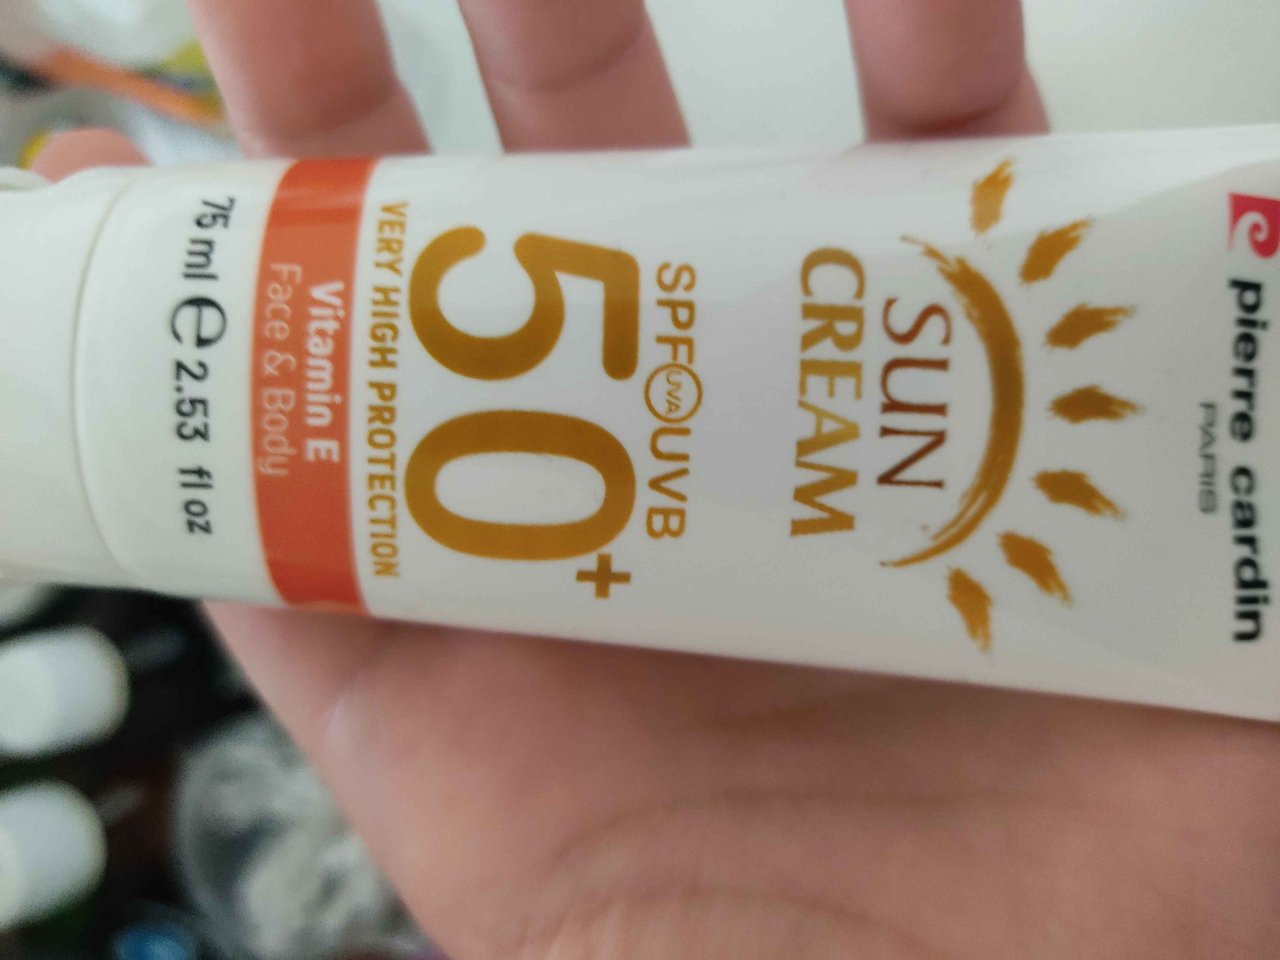 pierre cardin
PARIS
SUN
CREAM
SPF UVA UVB
50+
VERY HIGH PROTECTION
Vitamin E
Face & Body
75 ml e 2.53 fl oz